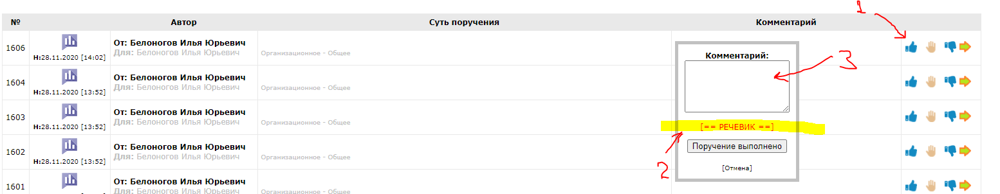 1
№ Автор Суть поручения Комментарий
1606 Н:28.11.2020 [14:02] От: Белоногов Илья Юрьевич
Для: Белоногов Илья Юрьевич Организационное - Общее
1604 Н:28.11.2020 [13:52] От: Белоногов Илья Юрьевич
Для: Белоногов Илья Юрьевич Организационное - Общее
1603 Н:28.11.2020 [13:52] От: Белоногов Илья Юрьевич
Для: Белоногов Илья Юрьевич Организационное - Общее
1602 Н:28.11.2020 [13:52] От: Белоногов Илья Юрьевич
Для: Белоногов Илья Юрьевич Организационное - Общее
1601 От: Белоногов Илья Юрьевич
Для: Белоногов Илья Юрьевич Организационное - Общее
Комментарий:
3
[== РЕЧЕВИК ==]
2
Поручение выполнено
[Отмена]